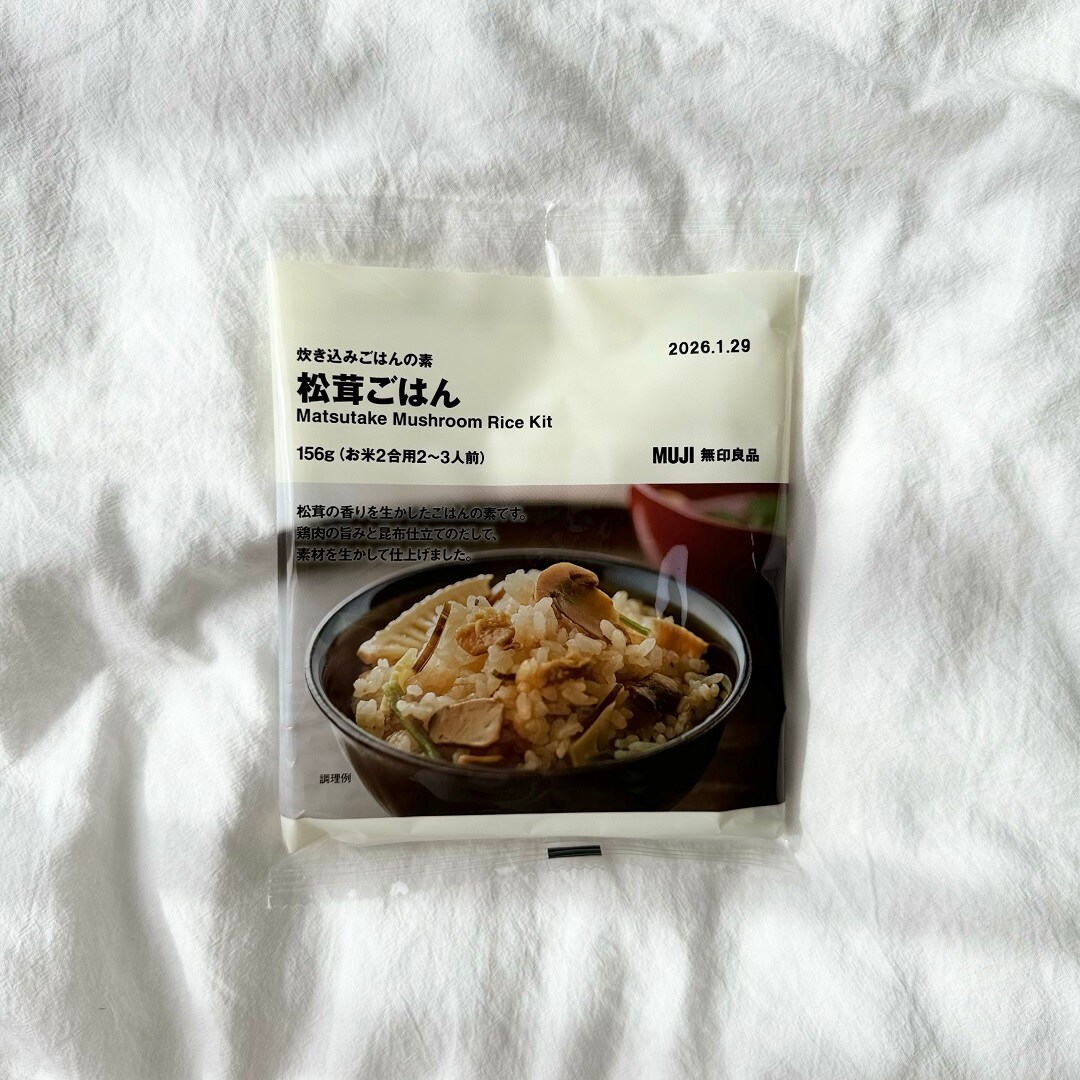 炊き込みごはんの素
2026.1.29
松茸ごはん
Matsutake Mushroom Rice Kit
156g（お米2合用2〜3人前）
MUJI 無印良品
松茸の香りを生かしたごはんの素です。
鶏肉の旨みと昆布仕立てのだしで、
素材を生かして仕上げました。
調理例